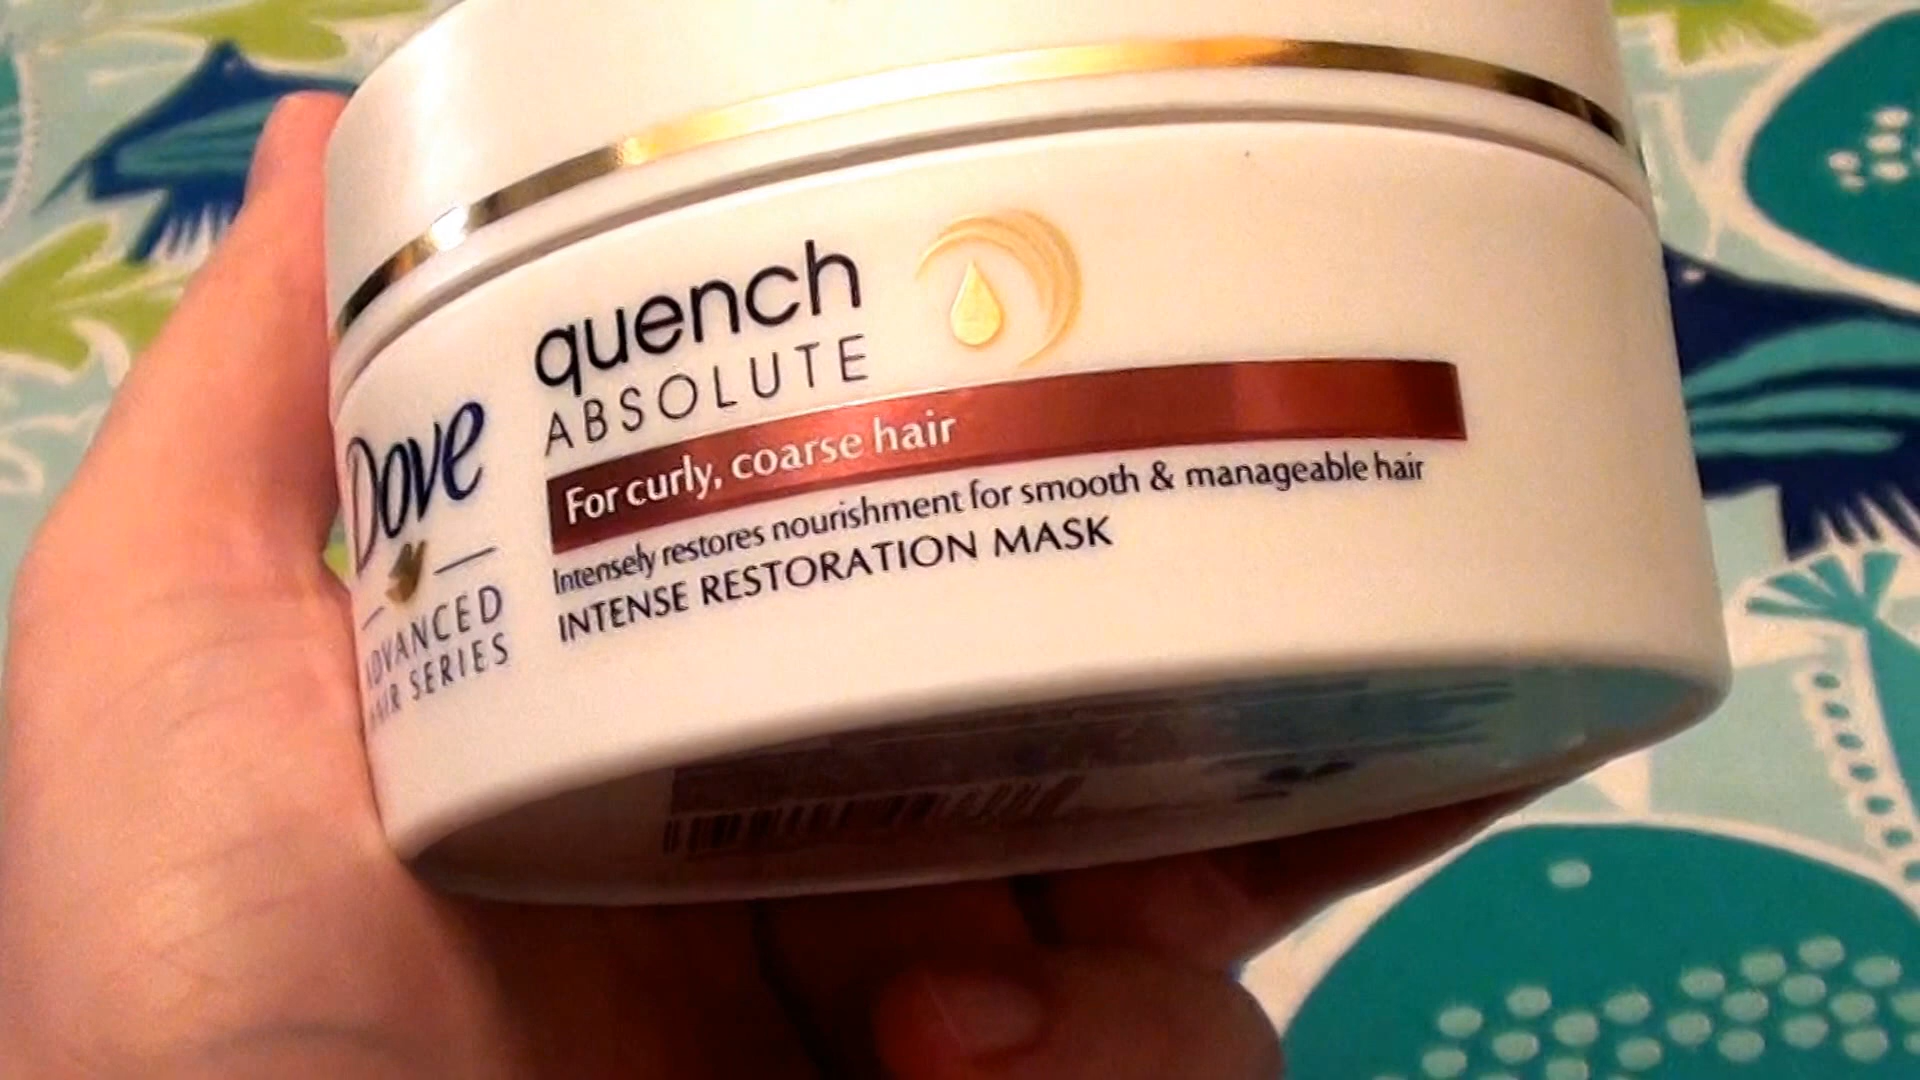 Dove
ADVANCED
HAIR SERIES
quench
ABSOLUTE
For curly, coarse hair
Intensely restores nourishment for smooth & manageable hair
INTENSE RESTORATION MASK